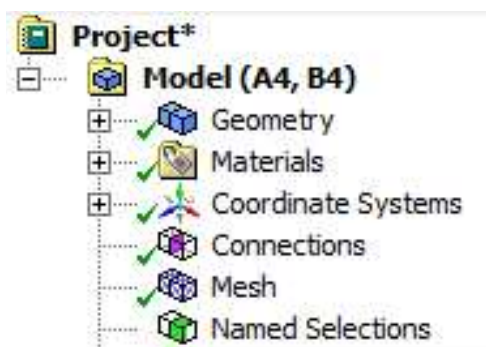 Project*
Model (A4, B4)
Geometry
Materials
Coordinate Systems
Connections
Mesh
Named Selections